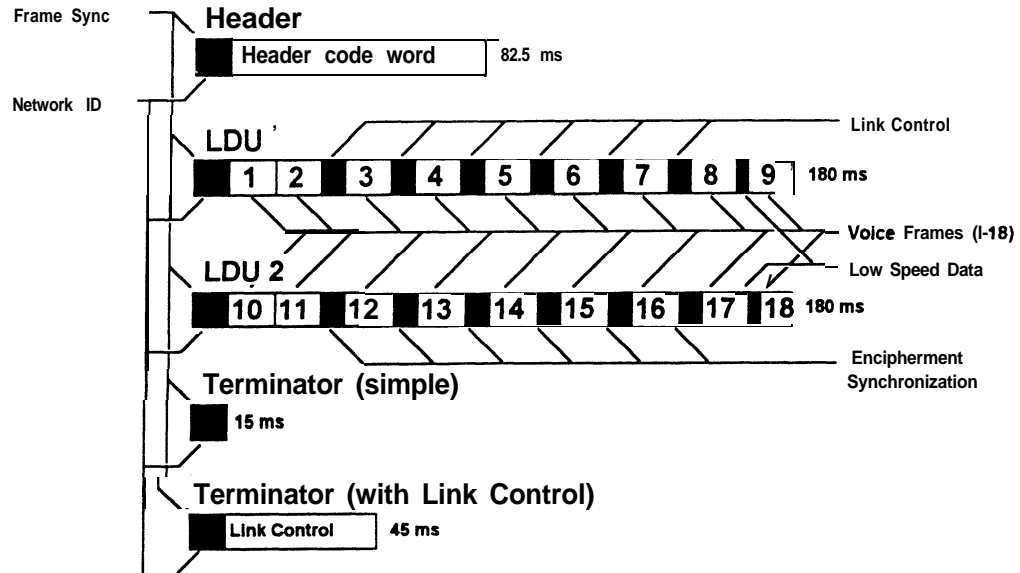 Frame Sync
Header
Header code word
82.5 ms
Network ID
Link Control
LDU '
1 2 3 4 5 6 7 8 9
180 ms
Voice Frames (I-18)
LDU 2
Low Speed Data
10 11 12 13 14 15 16 17 18
180 ms
Encipherment
Synchronization
Terminator (simple)
15 ms
Terminator (with Link Control)
Link Control
45 ms